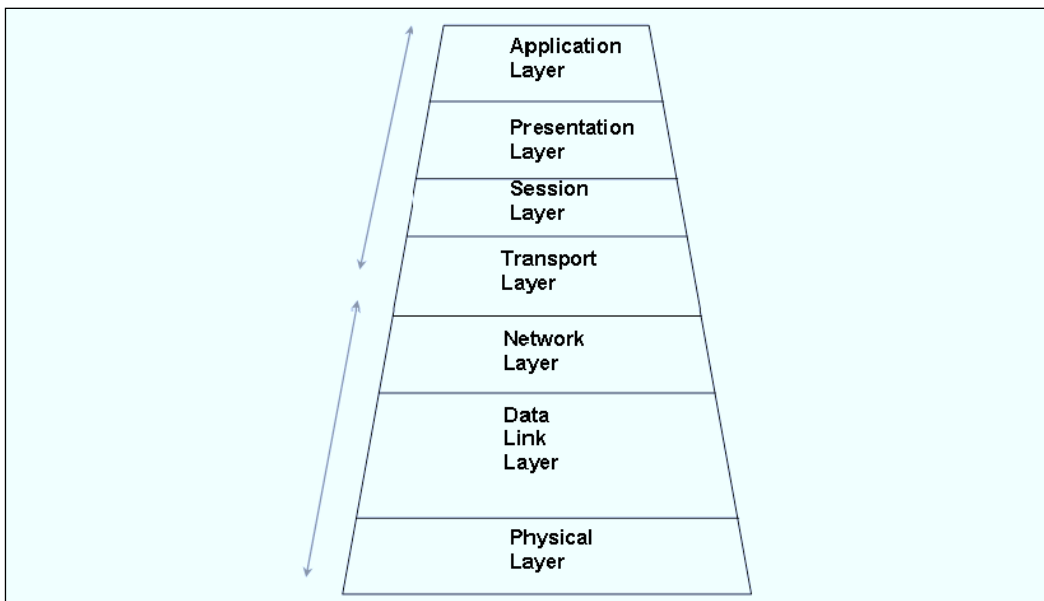 Application
Layer
Presentation
Layer
Session
Layer
Transport
Layer
Network
Layer
Data
Link
Layer
Physical
Layer